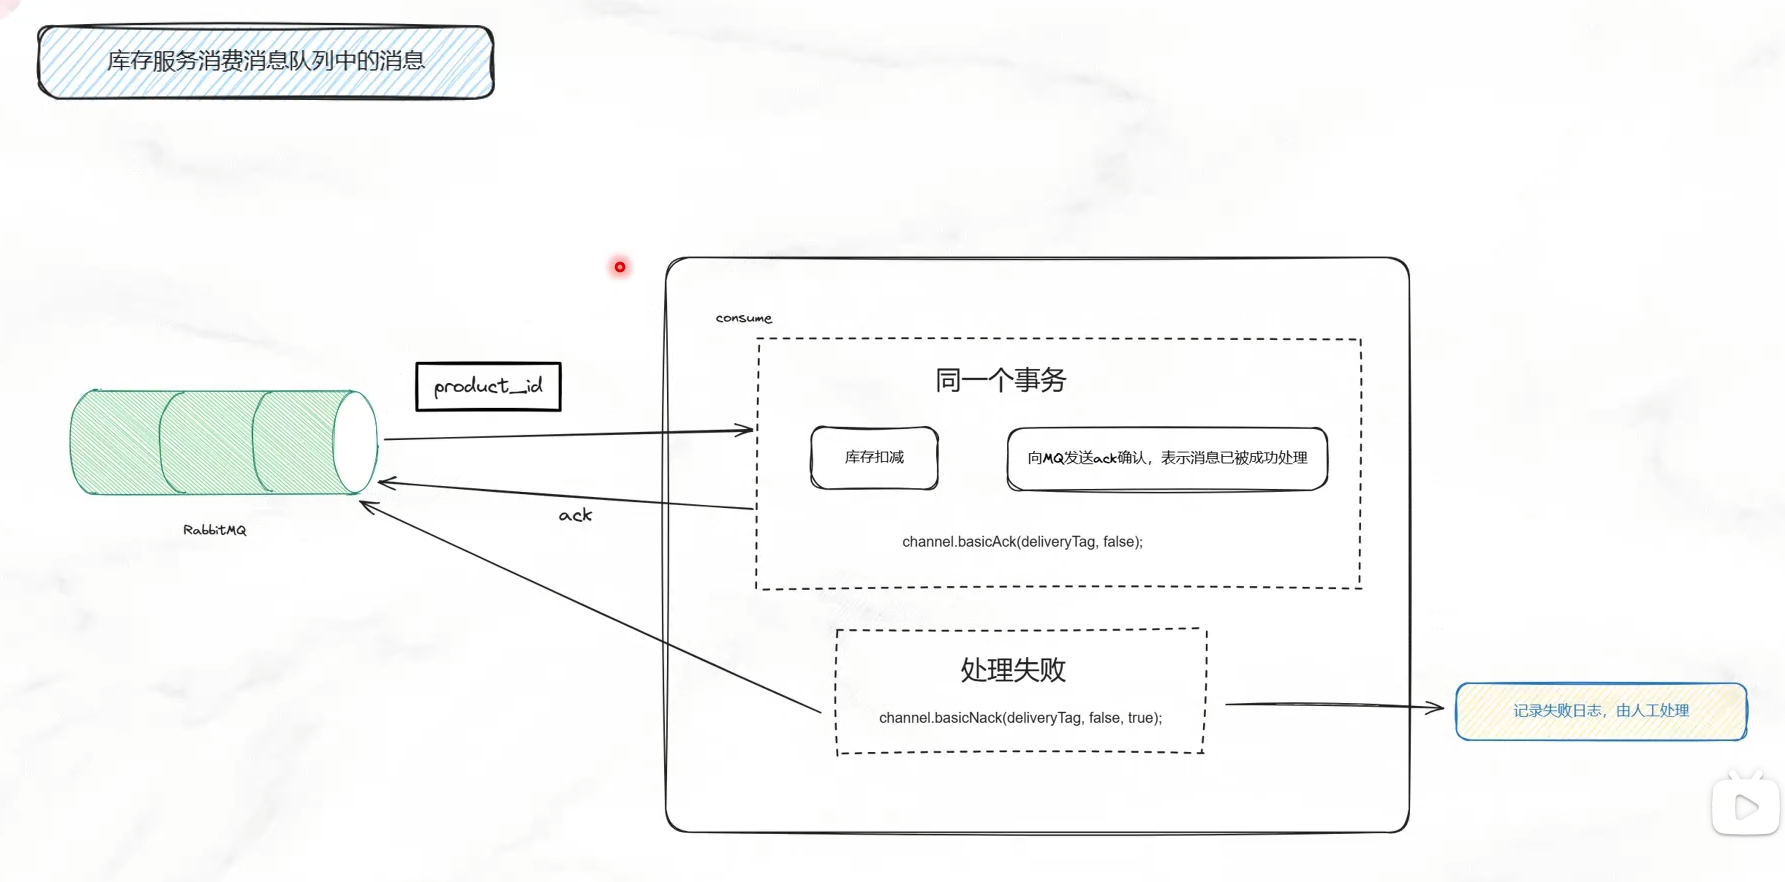 库存服务消费消息队列中的消息
consume
同一个事务
product_id
库存扣减
向MQ发送ack确认，表示消息已被成功处理
ack
RabbitMQ
channel.basicAck(deliveryTag, false);
处理失败
channel.basicNack(deliveryTag, false, true);
记录失败日志，由人工处理